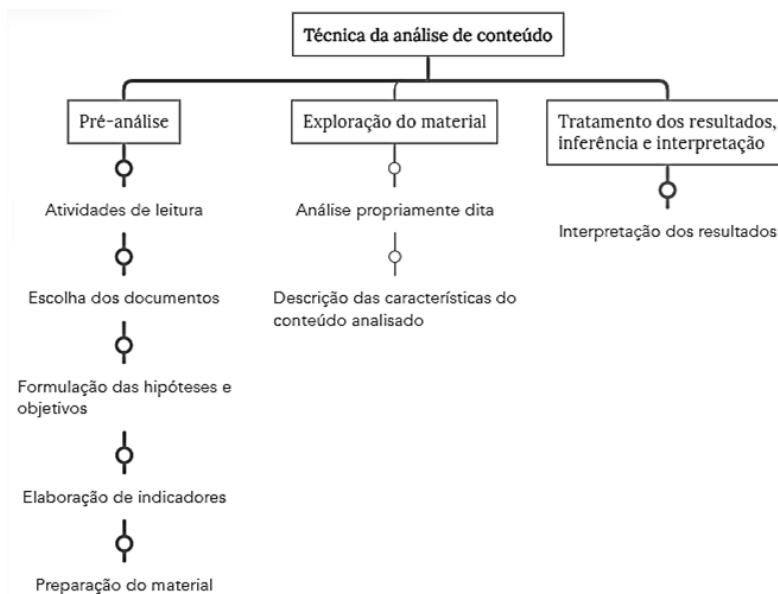 Técnica da análise de conteúdo
Pré-análise
Atividades de leitura
Escolha dos documentos
Formulação das hipóteses e
objetivos
Elaboração de indicadores
Preparação do material
Exploração do material
Análise propriamente dita
Descrição das características do
conteúdo analisado
Tratamento dos resultados,
inferência e interpretação
Interpretação dos resultados